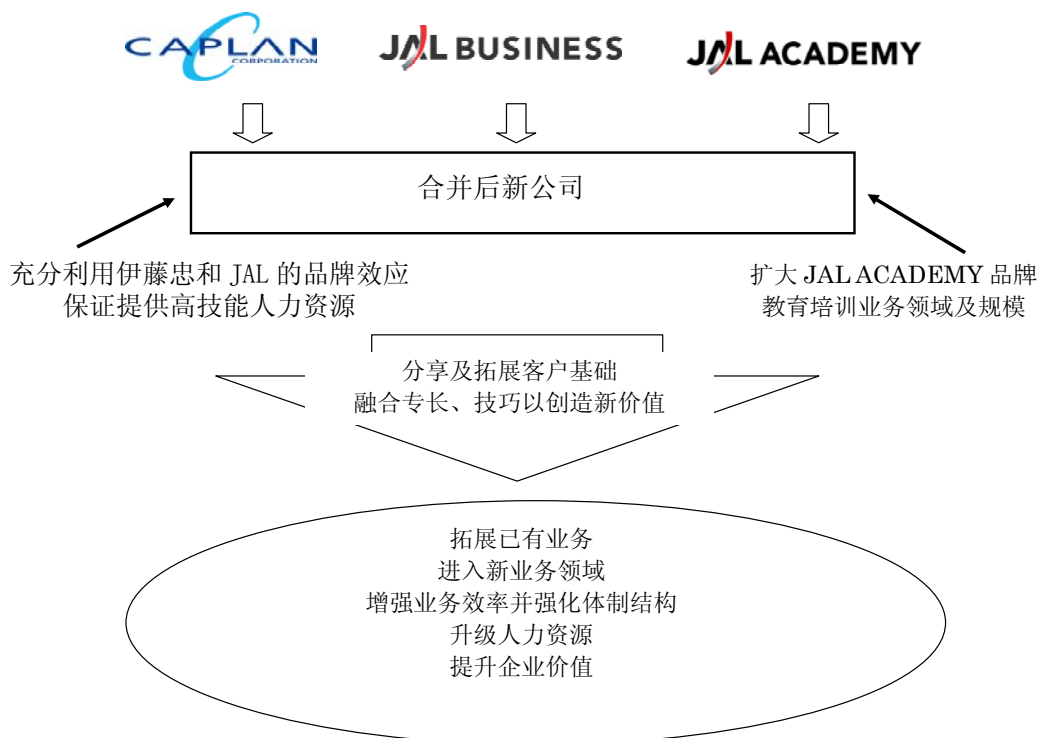 CAPLAN
CORPORATION
JAL BUSINESS
JAL ACADEMY
合并后新公司
充分利用伊藤忠和 JAL 的品牌效应
保证提供高技能人力资源
扩大 JAL ACADEMY 品牌
教育培训业务领域及规模
分享及拓展客户基础
融合专长、技巧以创造新价值
拓展已有业务
进入新业务领域
增强业务效率并强化体制结构
升级人力资源
提升企业价值